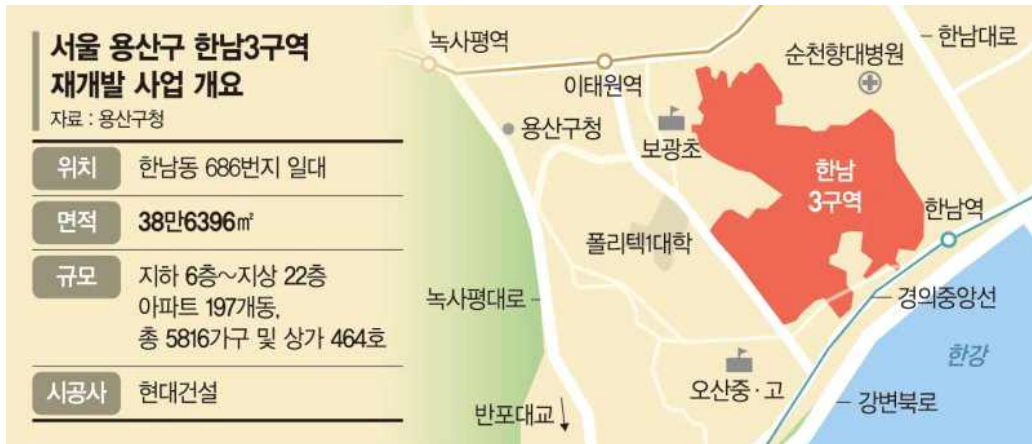 서울 용산구 한남3구역
재개발 사업 개요
자료 : 용산구청
위치 한남동 686번지 일대
면적 38만6396㎡
규모 지하 6층~지상 22층
아파트 197개동,
총 5816가구 및 상가 464호
시공사 현대건설
녹사평역
이태원역
순천향대병원
한남대로
용산구청
보광초
한남
3구역
한남역
폴리텍1대학
녹사평대로
경의중앙선
한강
오산중·고
반포대교
강변북로